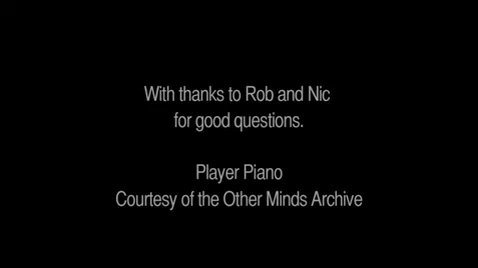 With thanks to Rob and Nic
for good questions.
Player Piano
Courtesy of the Other Minds Archive